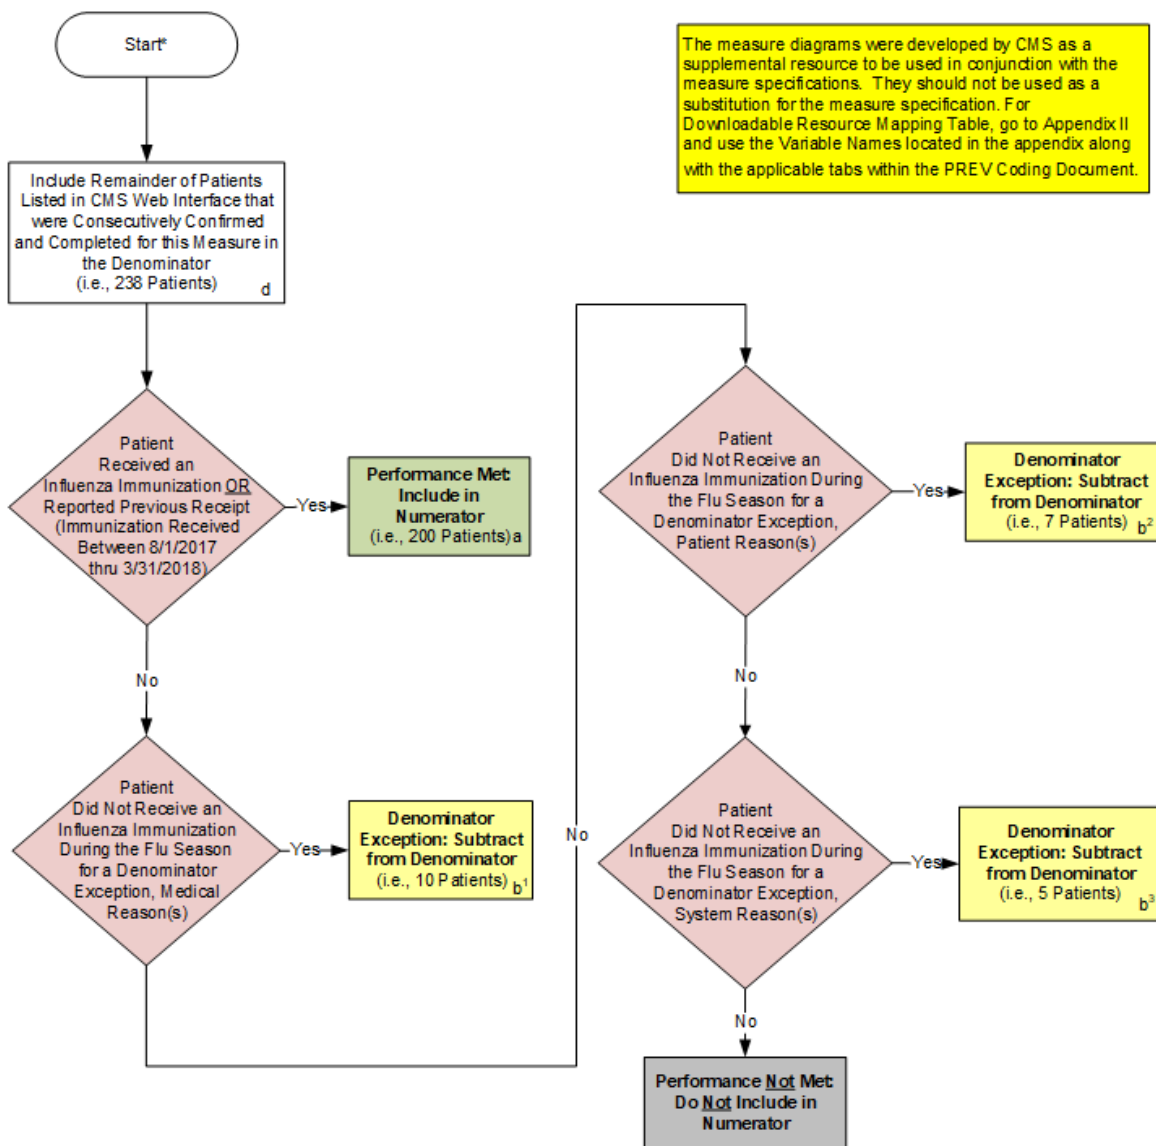 Start*
The measure diagrams were developed by CMS as a
supplemental resource to be used in conjunction with the
measure specifications. They should not be used as a
substitution for the measure specification. For
Downloadable Resource Mapping Table, go to Appendix II
and use the Variable Names located in the appendix along
with the applicable tabs within the PREV Coding Document.
Include Remainder of Patients
Listed in CMS Web Interface that
were Consecutively Confirmed
and Completed for this Measure in
the Denominator
(i.e., 238 Patients) d
Patient
Received an
Influenza Immunization OR
Reported Previous Receipt
(Immunization Received
Between 8/1/2017
thru 3/31/2018)
Yes
Performance Met:
Include in
Numerator
(i.e., 200 Patients) a
No
Patient
Did Not Receive an
Influenza Immunization
During the Flu Season
for a Denominator
Exception, Medical
Reason(s)
Yes
Denominator
Exception: Subtract
from Denominator
(i.e., 10 Patients) b¹
No
Patient
Did Not Receive an
Influenza Immunization During
the Flu Season for a
Denominator Exception,
Patient Reason(s)
Yes
Denominator
Exception: Subtract
from Denominator
(i.e., 7 Patients) b²
No
Patient
Did Not Receive an
Influenza Immunization During
the Flu Season for a
Denominator Exception,
System Reason(s)
Yes
Denominator
Exception: Subtract
from Denominator
(i.e., 5 Patients) b³
No
Performance Not Met:
Do Not Include in
Numerator